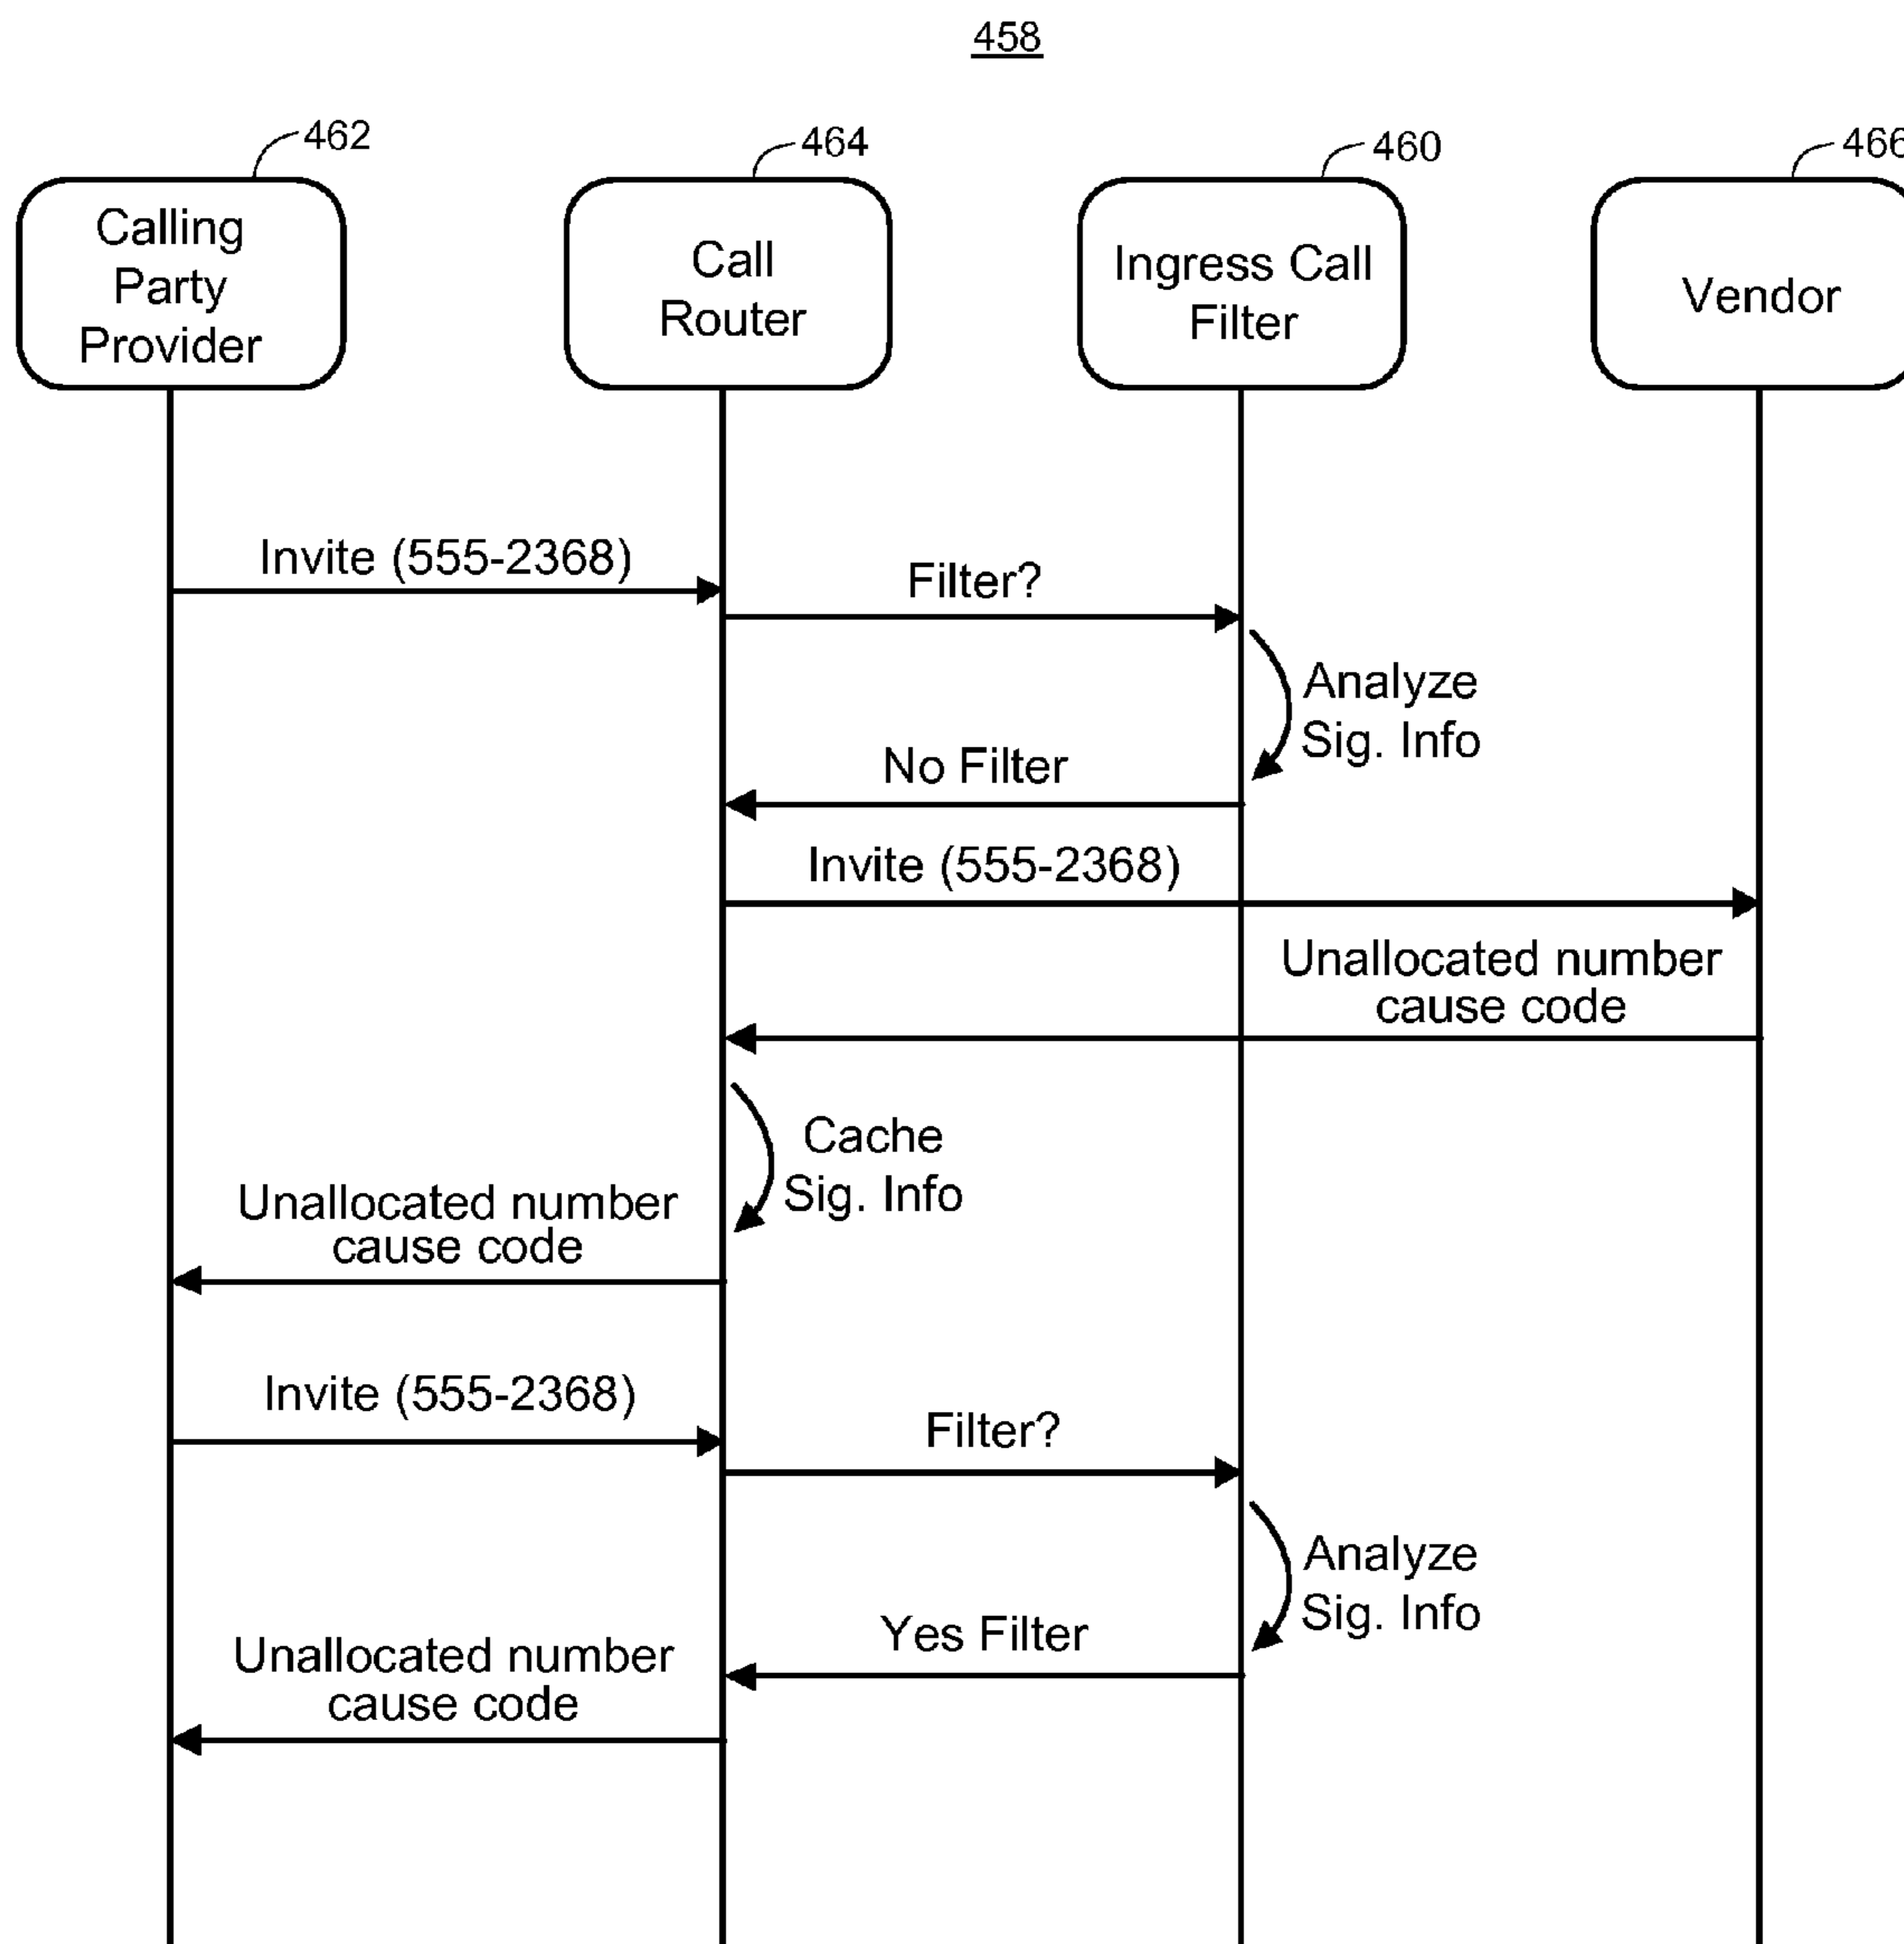 458
462
464
460
466
Calling
Party
Provider
Call
Router
Ingress Call
Filter
Vendor
Invite (555-2368)
Filter?
Analyze
Sig. Info
No Filter
Invite (555-2368)
Unallocated number
cause code
Cache
Sig. Info
Unallocated number
cause code
Invite (555-2368)
Filter?
Analyze
Sig. Info
Yes Filter
Unallocated number
cause code